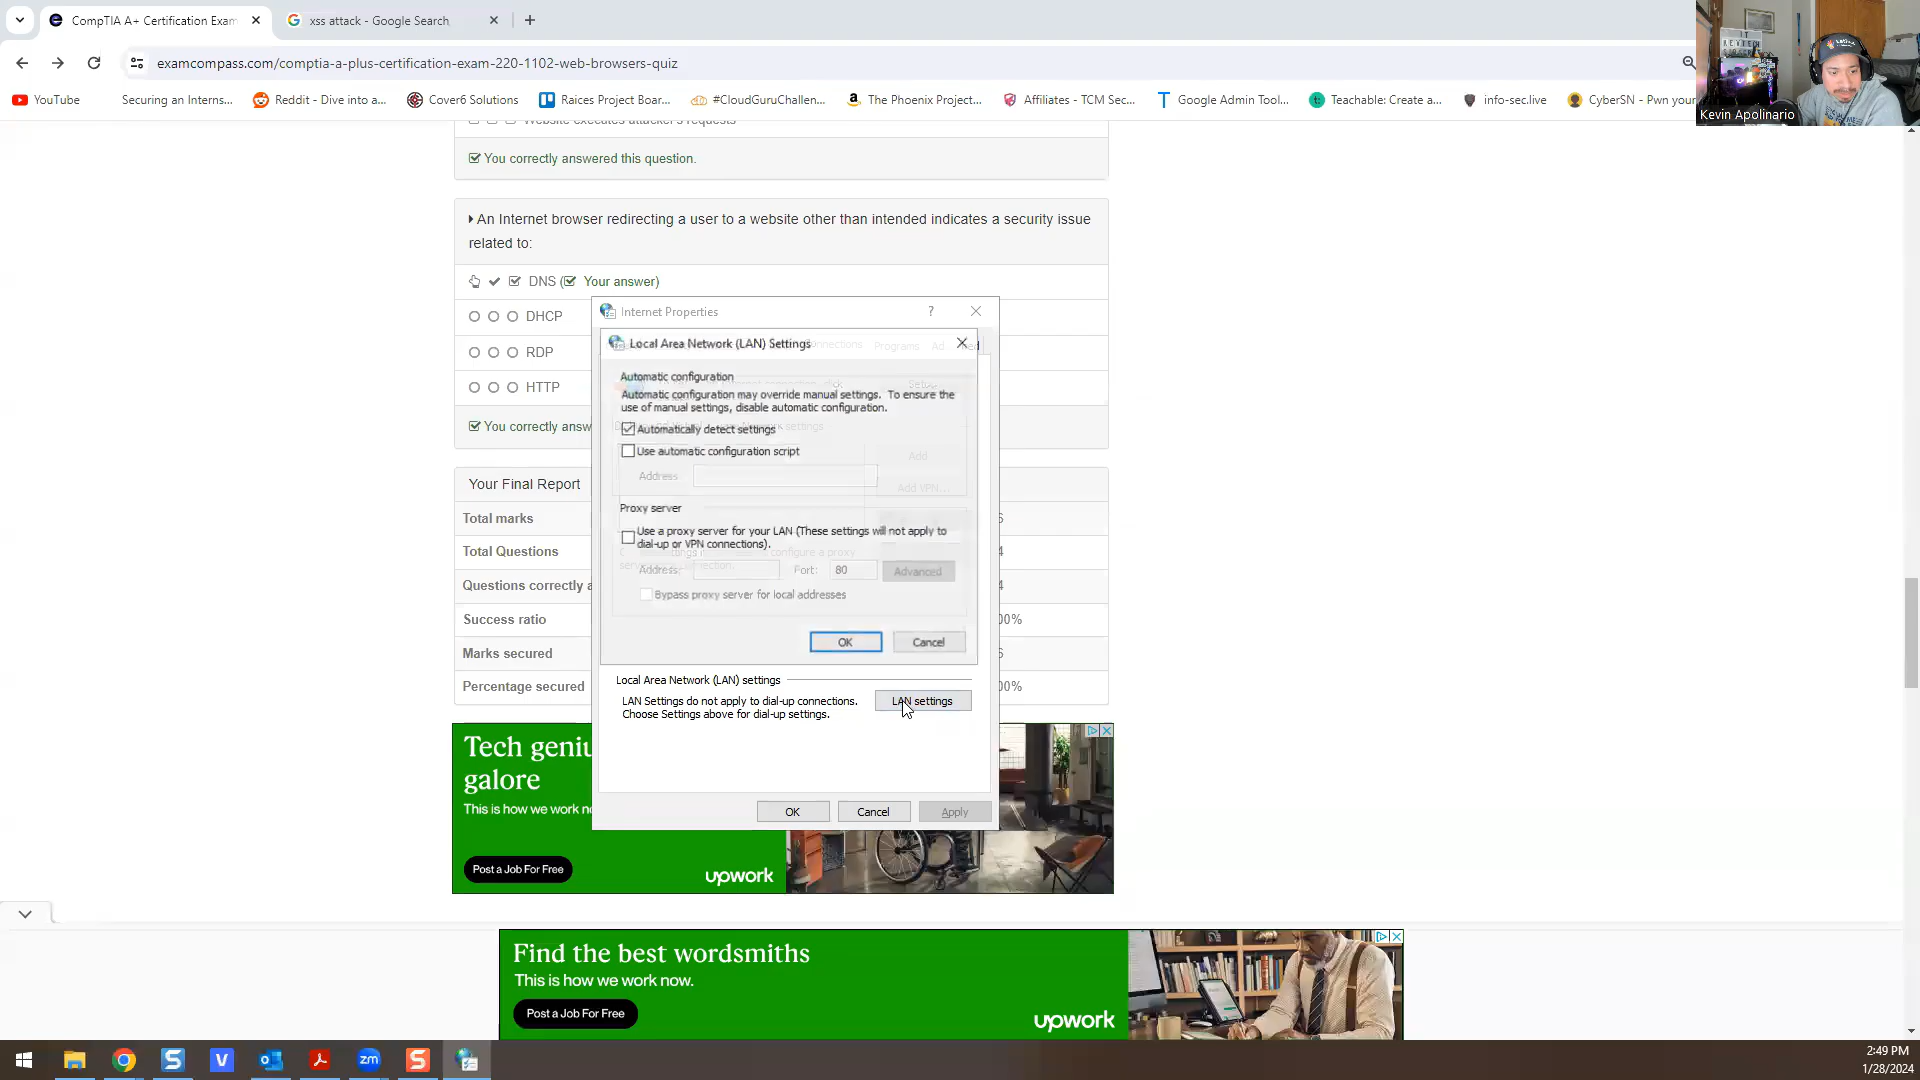 CompTIA A+ Certification Exam
xss attack - Google Search
examcompass.com/comptia-a-plus-certification-exam-220-1102-web-browsers-quiz
YouTube
Securing an Interns...
Reddit - Dive into a...
Cover6 Solutions
Raices Project Boar...
#CloudGuruChallen...
The Phoenix Project...
Affiliates - TCM Sec...
Google Admin Tool...
Teachable: Create a...
info-sec.live
CyberSN - Pwn your
Kevin Apolinario
Website executes attacker's requests
You correctly answered this question.
An Internet browser redirecting a user to a website other than intended indicates a security issue
related to:
DNS ( Your answer)
DHCP
RDP
HTTP
You correctly answ
Your Final Report
Total marks
Total Questions
Questions correctly a
Success ratio
00%
Marks secured
Percentage secured
00%
Internet Properties
Local Area Network (LAN) Settings
Programs
Automatic configuration
Automatic configuration may override manual settings. To ensure the
use of manual settings, disable automatic configuration.
Automatically detect settings
Use automatic configuration script
Address
Add
Add VPN...
Proxy server
Use a proxy server for your LAN (These settings will not apply to
dial-up or VPN connections).
Address:
Port:
80
Advanced
Bypass proxy server for local addresses
OK
Cancel
Local Area Network (LAN) settings
LAN Settings do not apply to dial-up connections.
Choose Settings above for dial-up settings.
LAN settings
OK
Cancel
Apply
Tech geniu
galore
This is how we work n
Post a Job For Free
upwork
Find the best wordsmiths
This is how we work now.
Post a Job For Free
upwork
2:49 PM
1/28/2024